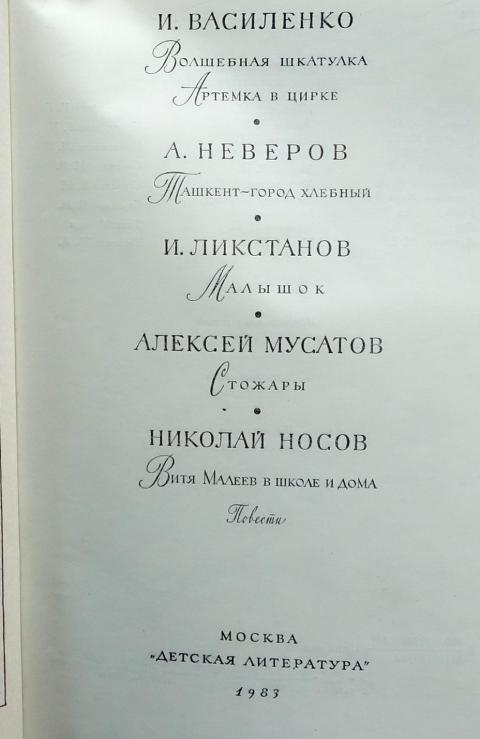 И. ВАСИЛЕНКО
Волшебная шкатулка
Артемка в цирке
•
А. НЕВЕРОВ
Ташкент-город хлебный
•
И. ЛИКСТАНОВ
Малышок
•
АЛЕКСЕЙ МУСАТОВ
Стожары
•
НИКОЛАЙ НОСОВ
Витя Малеев в школе и дома
Повести
МОСКВА
"ДЕТСКАЯ ЛИТЕРАТУРА"
1983